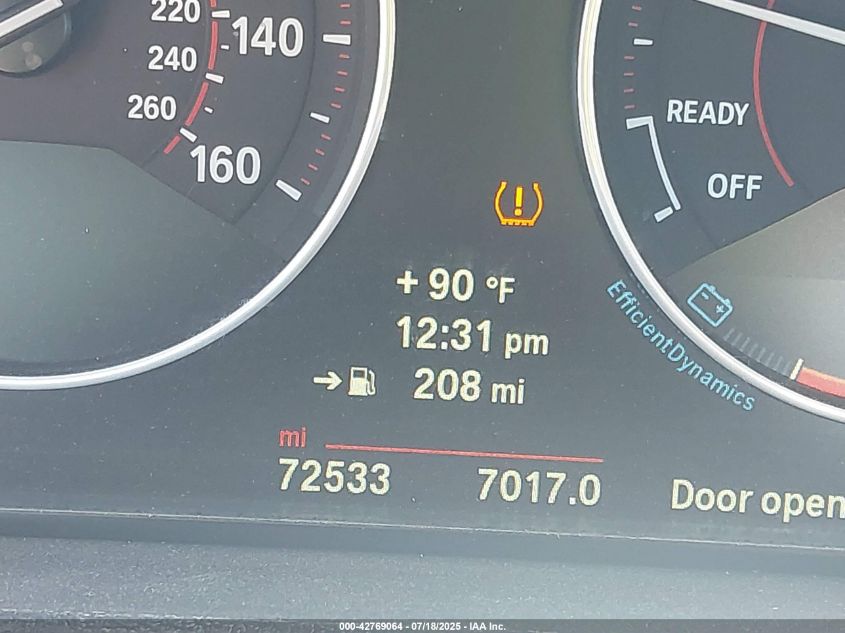 220
240
260
140
160
READY
OFF
+ 90 °F
12:31 pm
→ 208 mi
EfficientDynamics
mi
72533 7017.0
Door open
000-42769064 - 07/18/2025 - IAA Inc.